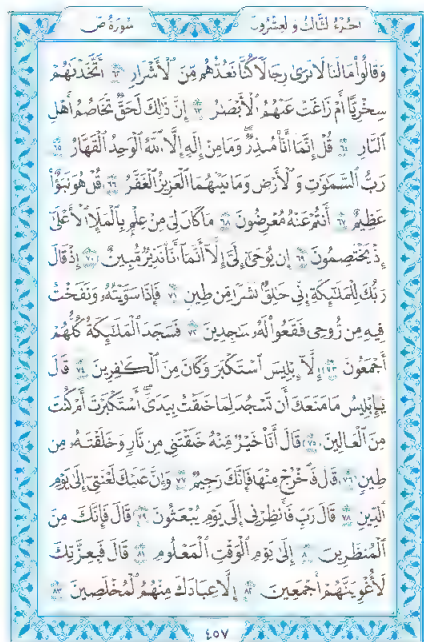 الجزء الثالث والعشرون سورة ص
وَقَالُوا۟ مَا لَنَا لَا نَرَىٰ رِجَالًا كُنَّا نَعُدُّهُم مِّنَ ٱلْأَشْرَارِ ٦٢ أَتَّخَذْنَٰهُمْ
سِخْرِيًّا أَمْ زَاغَتْ عَنْهُمُ ٱلْأَبْصَٰرُ ٦٣ إِنَّ ذَٰلِكَ لَحَقٌّ تَخَاصُمُ أَهْلِ
ٱلنَّارِ ٦٤ قُلْ إِنَّمَآ أَنَا۠ مُنذِرٌ وَمَا مِنْ إِلَٰهٍ إِلَّا ٱللَّهُ ٱلْوَٰحِدُ ٱلْقَهَّارُ ٦٥
رَبُّ ٱلسَّمَٰوَٰتِ وَٱلْأَرْضِ وَمَا بَيْنَهُمَا ٱلْعَزِيزُ ٱلْغَفَّٰرُ ٦٦ قُلْ هُوَ نَبَؤٌا۟
عَظِيمٌ ٦٧ أَنتُمْ عَنْهُ مُعْرِضُونَ ٦٨ مَا كَانَ لِىَ مِنْ عِلْمٍۭ بِٱلْمَلَإِ ٱلْأَعْلَىٰٓ
إِذْ يَخْتَصِمُونَ ٦٩ إِن يُوحَىٰٓ إِلَىَّ إِلَّآ أَنَّمَآ أَنَا۠ نَذِيرٌ مُّبِينٌ ٧٠ إِذْ قَالَ
رَبُّكَ لِلْمَلَٰٓئِكَةِ إِنِّى خَٰلِقٌۢ بَشَرًا مِّن طِينٍ ٧١ فَإِذَا سَوَّيْتُهُۥ وَنَفَخْتُ
فِيهِ مِن رُّوحِى فَقَعُوا۟ لَهُۥ سَٰجِدِينَ ٧٢ فَسَجَدَ ٱلْمَلَٰٓئِكَةُ كُلُّهُمْ
أَجْمَعُونَ ٧٣ إِلَّآ إِبْلِيسَ ٱسْتَكْبَرَ وَكَانَ مِنَ ٱلْكَٰفِرِينَ ٧٤ قَالَ
يَٰٓإِبْلِيسُ مَا مَنَعَكَ أَن تَسْجُدَ لِمَا خَلَقْتُ بِيَدَىَّ أَسْتَكْبَرْتَ أَمْ كُنتَ
مِنَ ٱلْعَالِينَ ٧٥ قَالَ أَنَا۠ خَيْرٌ مِّنْهُ خَلَقْتَنِى مِن نَّارٍ وَخَلَقْتَهُۥ مِن
طِينٍ ٧٦ قَالَ فَٱخْرُجْ مِنْهَا فَإِنَّكَ رَجِيمٌ ٧٧ وَإِنَّ عَلَيْكَ لَعْنَتِىٓ إِلَىٰ يَوْمِ
ٱلدِّينِ ٧٨ قَالَ رَبِّ فَأَنظِرْنِىٓ إِلَىٰ يَوْمِ يُبْعَثُونَ ٧٩ قَالَ فَإِنَّكَ مِنَ
ٱلْمُنظَرِينَ ٨٠ إِلَىٰ يَوْمِ ٱلْوَقْتِ ٱلْمَعْلُومِ ٨١ قَالَ فَبِعِزَّتِكَ
لَأُغْوِيَنَّهُمْ أَجْمَعِينَ ٨٢ إِلَّا عِبَادَكَ مِنْهُمُ ٱلْمُخْلَصِينَ ٨٣
٤٥٧